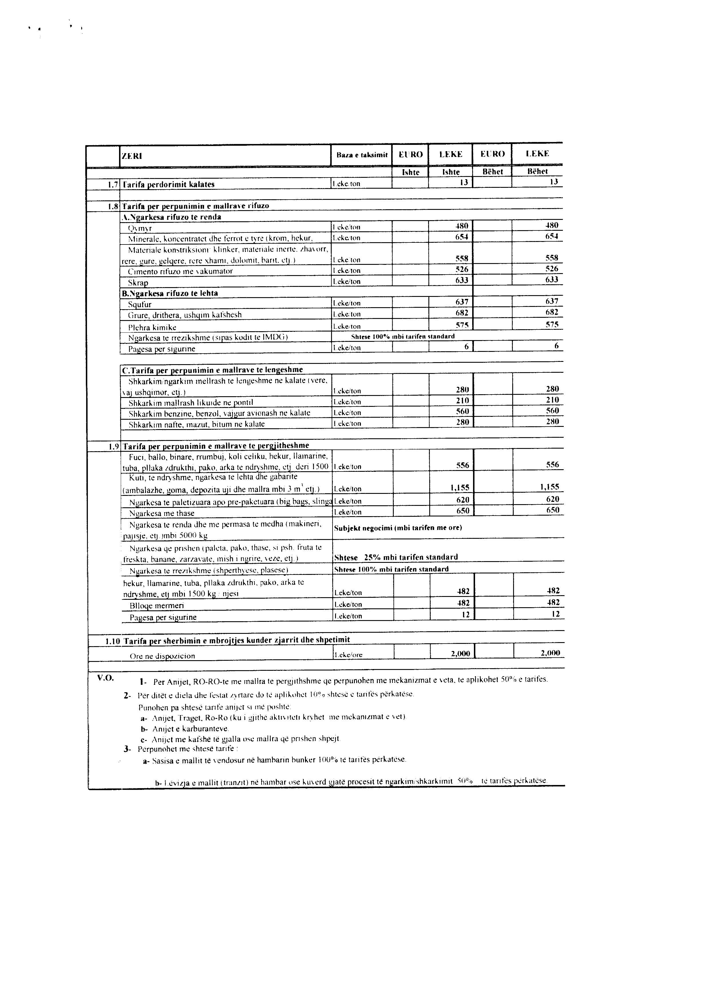 ZERI Baza e taksimit EURO LEKE EURO LEKE
Ishte Ishte Bëhet Bëhet
1.7 Tarifa perdorimit kalates Leke/ton 13 13
1.8 Tarifa per perpunimin e mallrave rifuzo
A.Ngarkesa rifuzo te renda
Qymyr Leke/ton 480 480
Minerale, koncentratet dhe ferrot e tyre (krom, hekur, Leke/ton 654 654
Materiale konstriksioni klinker, materiale inerte, zhavorr,
rere, gure, gelqere, rere xhami, dolomit, barit, etj.) Leke/ton 558 558
Cimento rifuzo me vakumator Leke/ton 526 526
Skrap Leke/ton 633 633
B.Ngarkesa rifuzo te lehta
Squfur Leke/ton 637 637
Grure, drithera, ushqim kafshesh Leke/ton 682 682
Plehra kimike Leke/ton 575 575
Ngarkesa te rrezikshme (sipas kodit te IMDG) Shtese 100% mbi tarifen standard
Pagesa per sigurine Leke/ton 6 6
C.Tarifa per perpunimin e mallrave te lengeshme
Shkarkim/ngarkim mellrash te lengeshme ne kalate (vere,
vaj ushqimor, etj.) Leke/ton 280 280
Shkarkim mallrash likuide ne pontil Leke/ton 210 210
Shkarkim benzine, benzol, vajgur avionash ne kalate Leke/ton 560 560
Shkarkim nafte, mazut, bitum ne kalate Leke/ton 280 280
1.9 Tarifa per perpunimin e mallrave te pergjitheshme
Fuci, ballo, binare, rrumbuj, koli celiku, hekur, llamarine,
tuba, pllaka zdrukthi, pako, arka te ndryshme, etj deri 1500 Leke/ton 556 556
Kuti, te ndryshme, ngarkesa te lehta dhe gabarite
(ambalazhe, goma, depozita uji dhe mallra mbi 3 m³ etj.) Leke/ton 1,155 1,155
Ngarkesa te paletizuara apo pre-paketuara (big bags, slinga Leke/ton 620 620
Ngarkesa me thase Leke/ton 650 650
Ngarkesa te renda dhe me permasa te medha (makineri,
pajisje, etj.)mbi 5000 kg Subjekt negocimi (mbi tarifen me ore)
Ngarkesa qe prishen (paleta, pako, thase, si psh. fruta te
freskta, banane, zarzavate, mish i ngrire, veze, etj.) Shtese 25% mbi tarifen standard
Ngarkesa te rrezikshme (shperthyese, plasese) Shtese 100% mbi tarifen standard
hekur, llamarine, tuba, pllaka zdrukthi, pako, arka te
ndryshme, etj mbi 1500 kg / njesi Leke/ton 482 482
Blloqe mermeri Leke/ton 482 482
Pagesa per sigurine Leke/ton 12 12
1.10 Tarifa per sherbimin e mbrojtjes kunder zjarrit dhe shpetimit
Ore ne dispozicion Leke/ore 2,000 2,000
V.O. 1- Per Anijet, RO-RO-te me mallra te pergjithshme qe perpunohen me mekanizmat e veta, te aplikohet 50% e tarifes.
2- Për ditët e diela dhe festat zyrtare do të aplikohet 10% shtesë e tarifës përkatëse.
Punohen pa shtesë tarife anijet si më poshtë:
a- Anijet, Traget, Ro-Ro (ku i gjithë aktiviteti kryhet me mekanizmat e vet)
b- Anijet e karburanteve.
c- Anijet me kafshë të gjalla ose mallra që prishen shpejt
3- Përpunohet me shtesë tarife :
a- Sasisa e mallit të vendosur në hambarin bunker 100% të tarifës përkatëse.
b- Lëvizja e mallit (tranzit) në hambar ose kuverd gjatë procesit të ngarkim/shkarkimit 50% të tarifës përkatëse.